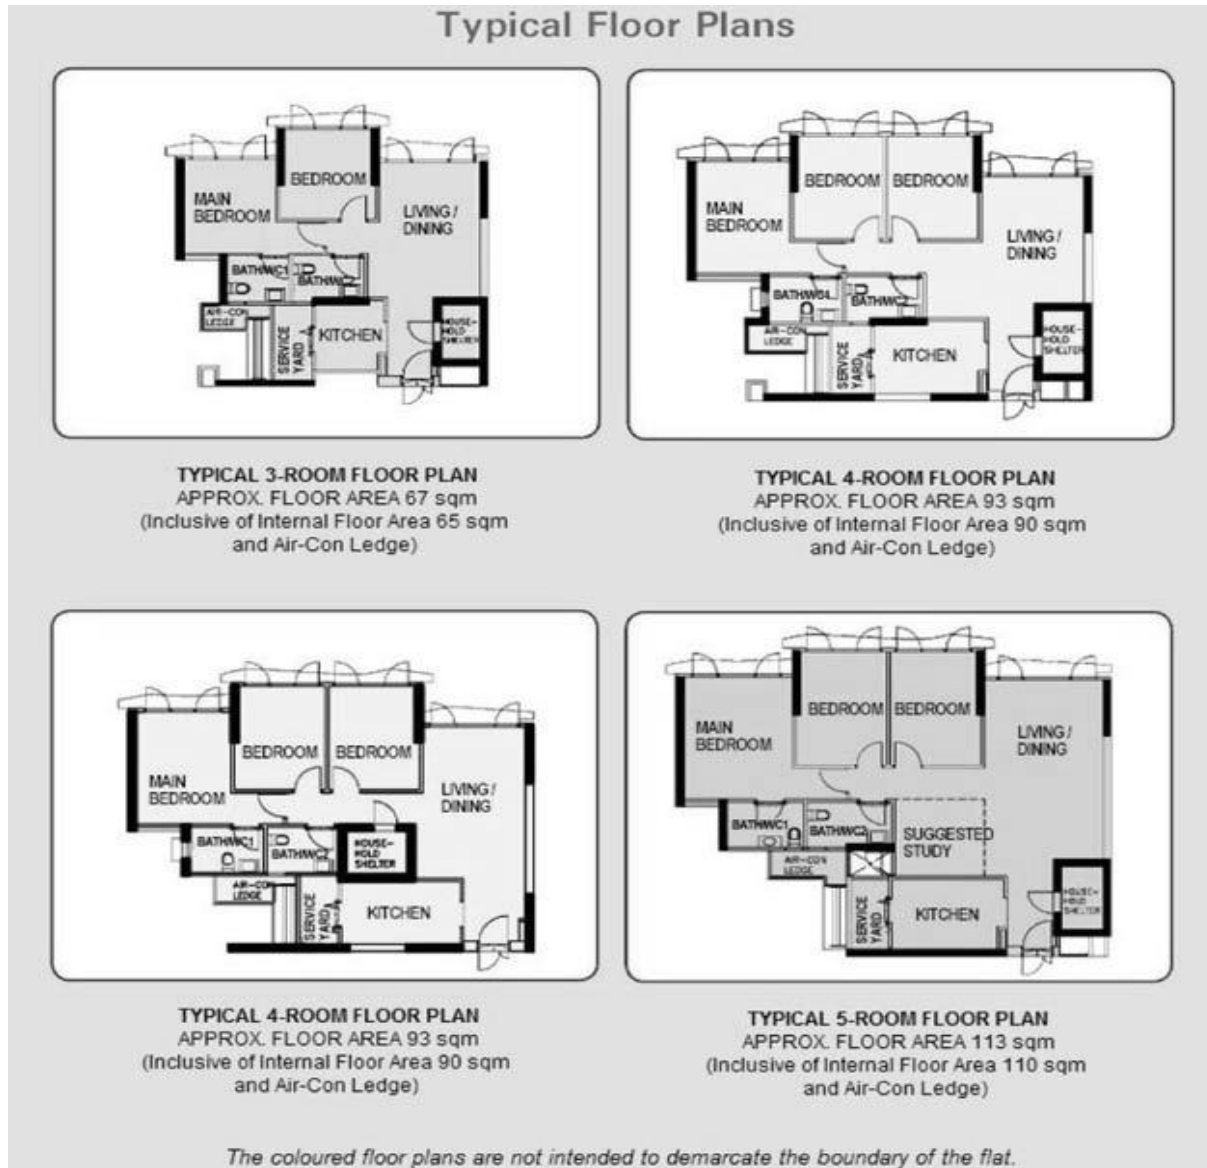 Typical Floor Plans
BEDROOM
MAIN
BEDROOM
LIVING /
DINING
BATH/WC1
BATH/WC2
AIR-CON
LEDGE
SERVICE
YARD
KITCHEN
HOUSE-
HOLD
SHELTER
TYPICAL 3-ROOM FLOOR PLAN
APPROX. FLOOR AREA 67 sqm
(Inclusive of Internal Floor Area 65 sqm
and Air-Con Ledge)
BEDROOM
BEDROOM
MAIN
BEDROOM
LIVING /
DINING
BATH/WC1
BATH/WC2
AIR-CON
LEDGE
SERVICE
YARD
KITCHEN
HOUSE-
HOLD
SHELTER
TYPICAL 4-ROOM FLOOR PLAN
APPROX. FLOOR AREA 93 sqm
(Inclusive of Internal Floor Area 90 sqm
and Air-Con Ledge)
BEDROOM
BEDROOM
MAIN
BEDROOM
LIVING /
DINING
BATH/WC1
BATH/WC2
HOUSE-
HOLD
SHELTER
AIR-CON
LEDGE
SERVICE
YARD
KITCHEN
TYPICAL 4-ROOM FLOOR PLAN
APPROX. FLOOR AREA 93 sqm
(Inclusive of Internal Floor Area 90 sqm
and Air-Con Ledge)
BEDROOM
BEDROOM
MAIN
BEDROOM
LIVING /
DINING
BATH/WC1
BATH/WC2
SUGGESTED
STUDY
AIR-CON
LEDGE
SERVICE
YARD
KITCHEN
HOUSE-
HOLD
SHELTER
TYPICAL 5-ROOM FLOOR PLAN
APPROX. FLOOR AREA 113 sqm
(Inclusive of Internal Floor Area 110 sqm
and Air-Con Ledge)
The coloured floor plans are not intended to demarcate the boundary of the flat.